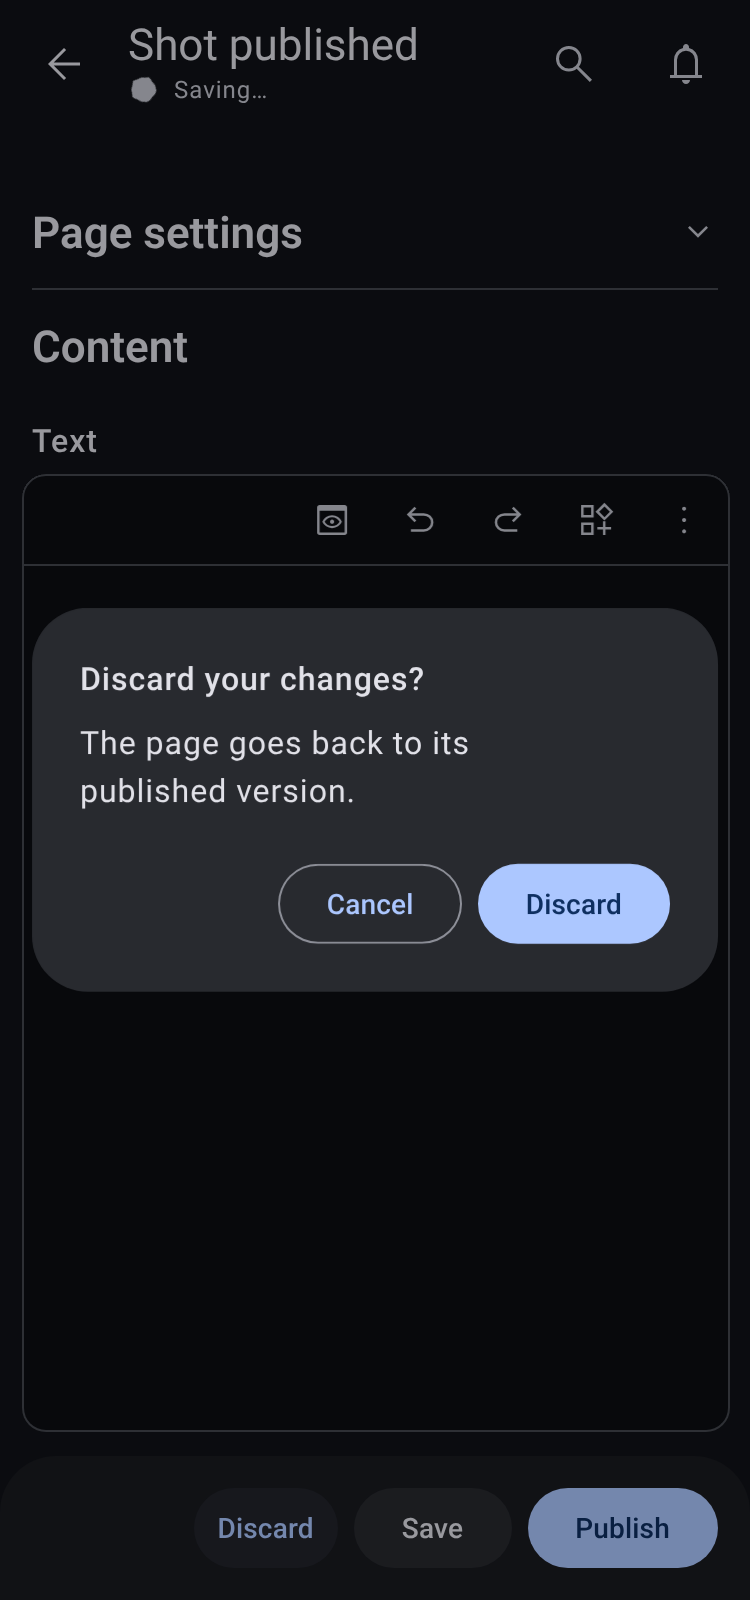 Shot published
Saving…
Page settings
Content
Text
Discard your changes?
The page goes back to its
published version.
Cancel
Discard
Discard
Save
Publish